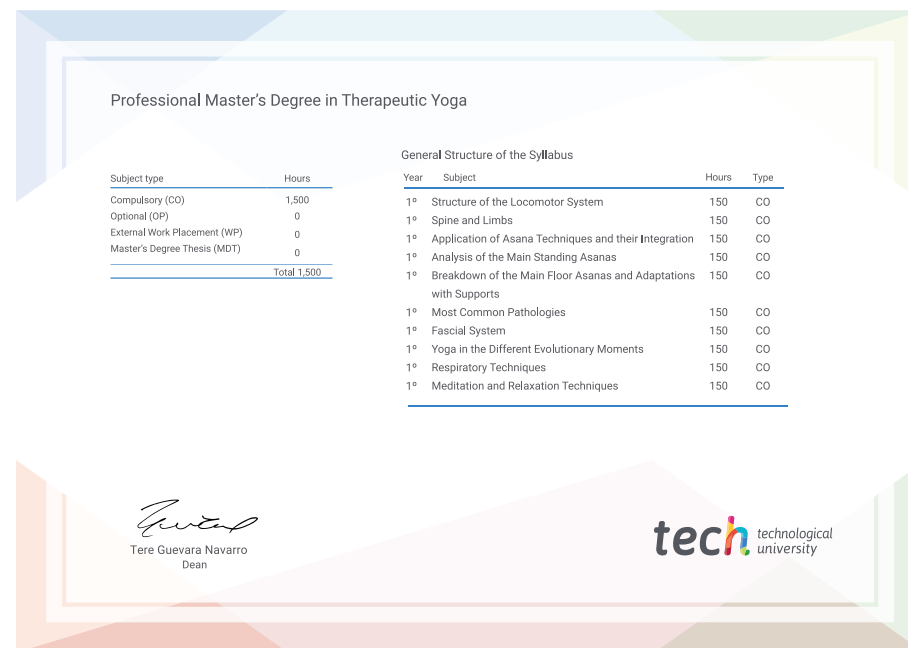 Professional Master's Degree in Therapeutic Yoga
Subject type Hours
Compulsory (CO) 1,500
Optional (OP) 0
External Work Placement (WP) 0
Master's Degree Thesis (MDT) 0
Total 1,500
General Structure of the Syllabus
Year Subject Hours Type
1º Structure of the Locomotor System 150 CO
1º Spine and Limbs 150 CO
1º Application of Asana Techniques and their Integration 150 CO
1º Analysis of the Main Standing Asanas 150 CO
1º Breakdown of the Main Floor Asanas and Adaptations 150 CO
with Supports
1º Most Common Pathologies 150 CO
1º Fascial System 150 CO
1º Yoga in the Different Evolutionary Moments 150 CO
1º Respiratory Techniques 150 CO
1º Meditation and Relaxation Techniques 150 CO
Tere Guevara Navarro
Dean
tech technological
university